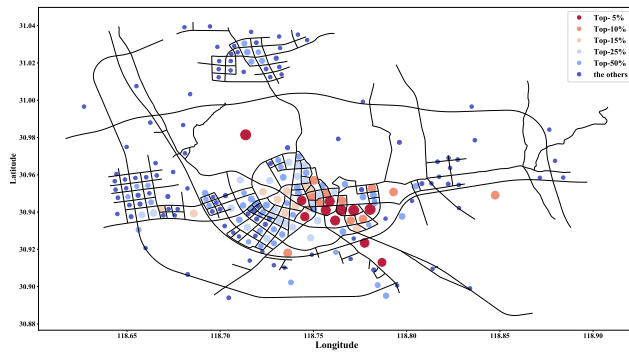 31.04
31.02
31.00
30.98
30.96
30.94
30.92
30.90
30.88
Latitude
118.65
118.70
118.75
118.80
118.85
118.90
Longitude
Top- 5%
Top-10%
Top-15%
Top-25%
Top-50%
the others